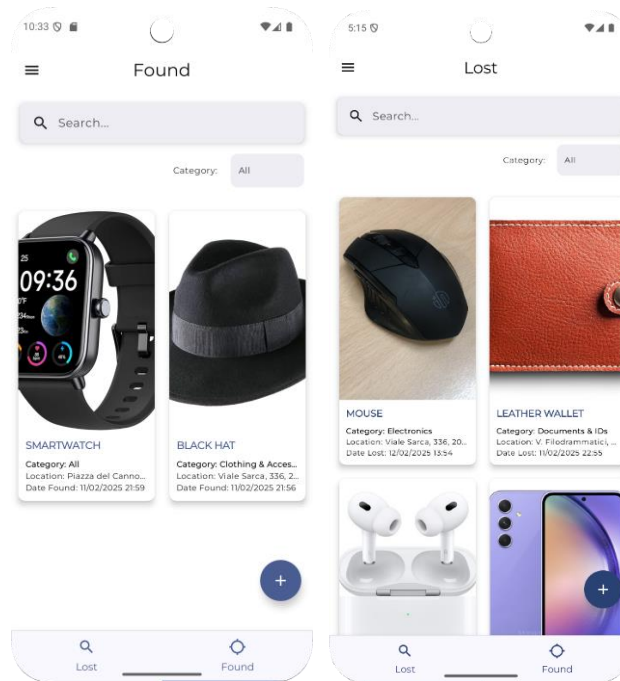 10:33
Found
Search...
Category: All
25
09:36
SMARTWATCH
Category: All
Location: Piazza del Canno...
Date Found: 11/02/2025 21:59
BLACK HAT
Category: Clothing & Acces...
Location: Viale Sarca, 336, 2...
Date Found: 11/02/2025 21:56
+
Lost
Found
5:15
Lost
Search...
Category: All
hp
MOUSE
Category: Electronics
Location: Viale Sarca, 336, 20...
Date Lost: 12/02/2025 13:54
LEATHER WALLET
Category: Documents & IDs
Location: V. Filodrammatici, ...
Date Lost: 11/02/2025 22:55
+
Lost
Found